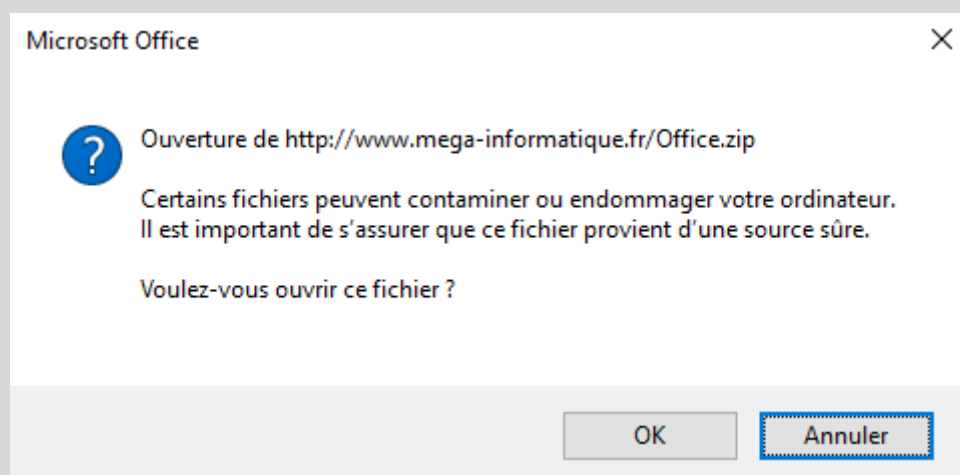 Microsoft Office
?
Ouverture de http://www.mega-informatique.fr/Office.zip
Certains fichiers peuvent contaminer ou endommager votre ordinateur.
Il est important de s’assurer que ce fichier provient d’une source sûre.
Voulez-vous ouvrir ce fichier ?
OK
Annuler